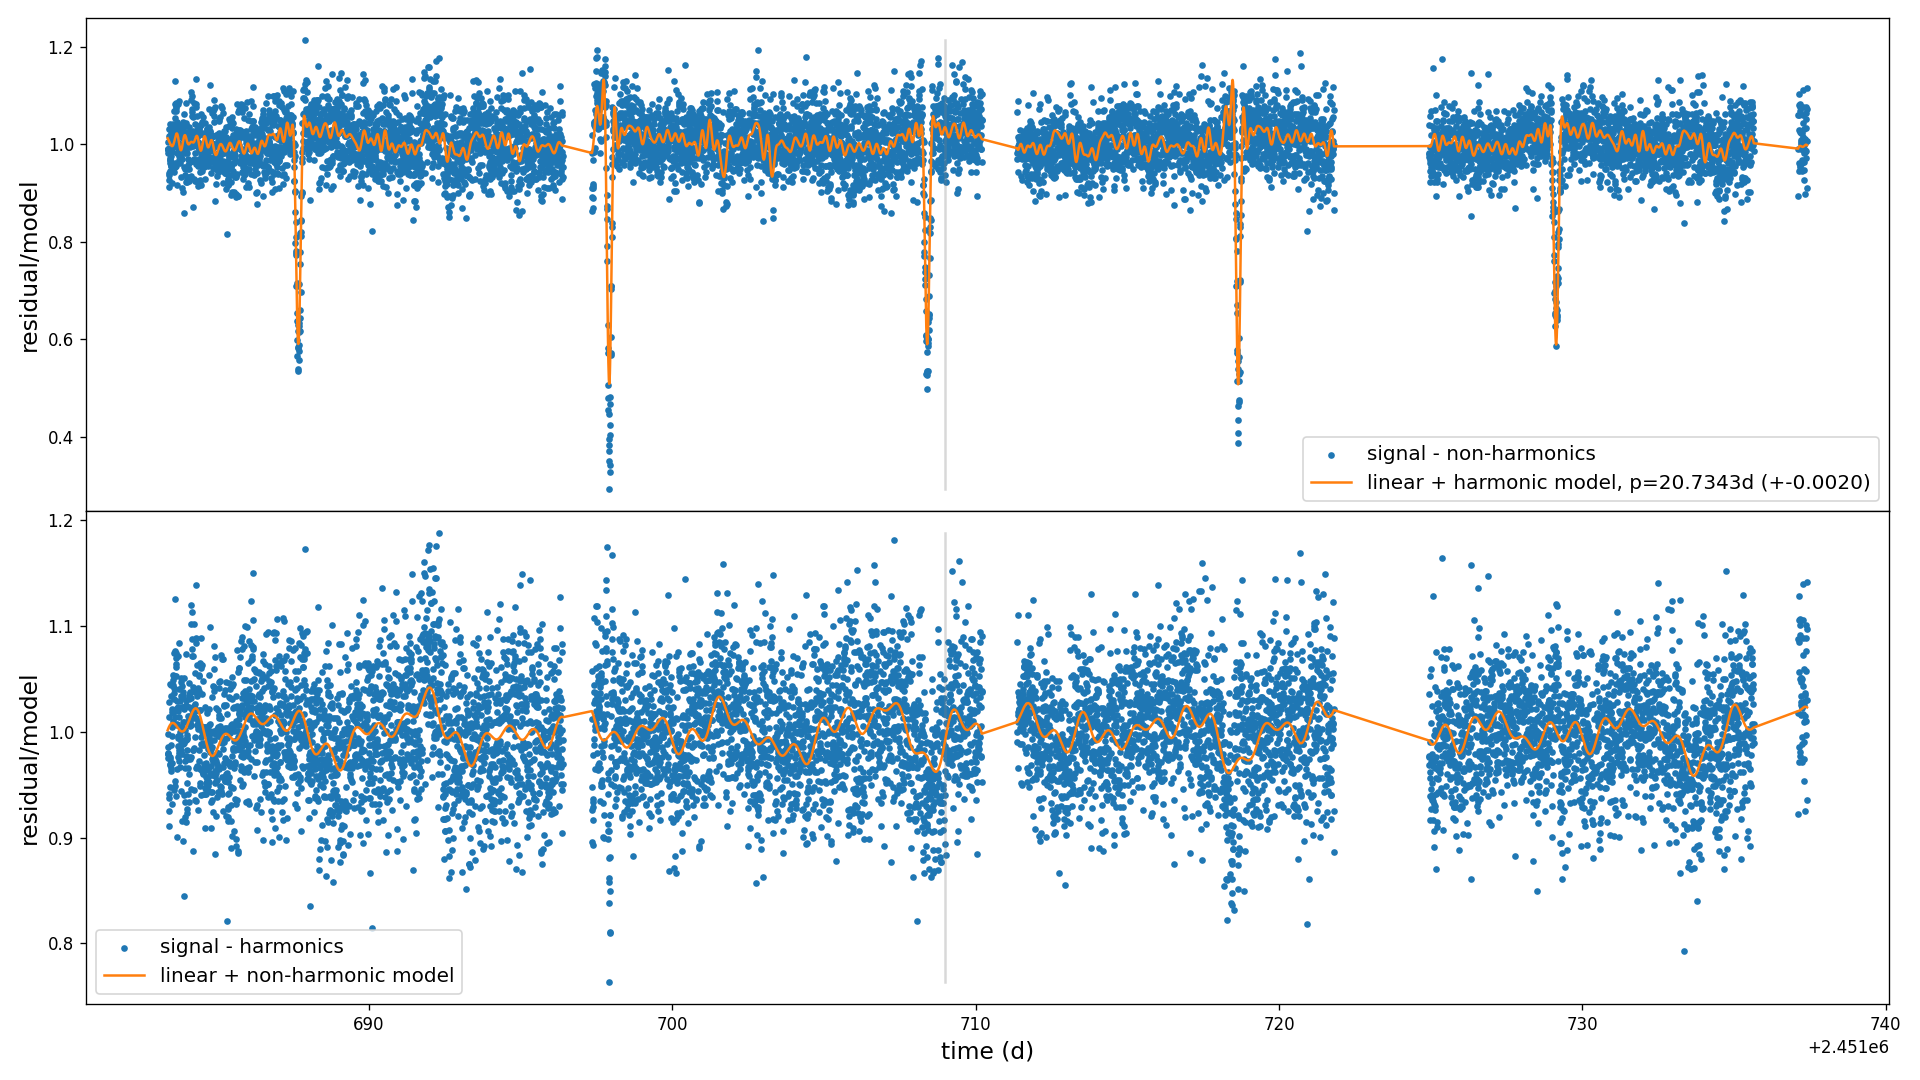 1.2
1.0
0.8
0.6
0.4
residual/model
signal - non-harmonics
linear + harmonic model, p=20.7343d (+-0.0020)
1.2
1.1
1.0
0.9
0.8
residual/model
signal - harmonics
linear + non-harmonic model
690 700 710 720 730 740
time (d)
+2.451e6